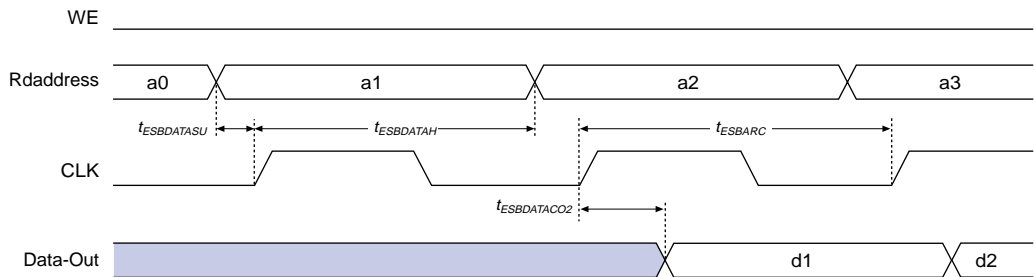 WE
Rdaddress a0 a1 a2 a3
tESBDATASU tESBDATAH tESBARC
CLK
tESBDATACO2
Data-Out d1 d2